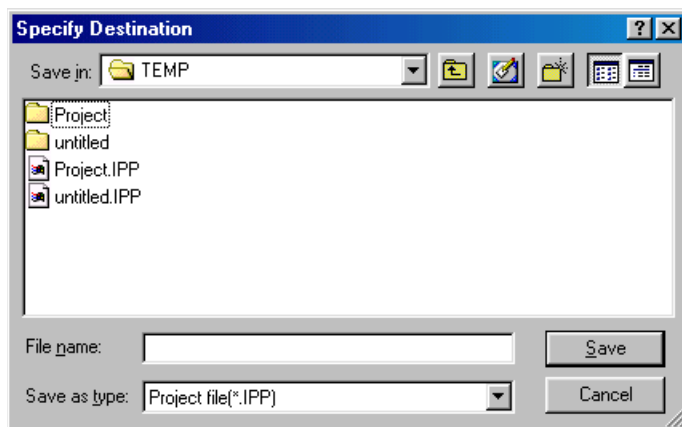 Specify Destination
Save in: TEMP
Project
untitled
Project.IPP
untitled.IPP
File name: Save
Save as type: Project file(*.IPP) Cancel